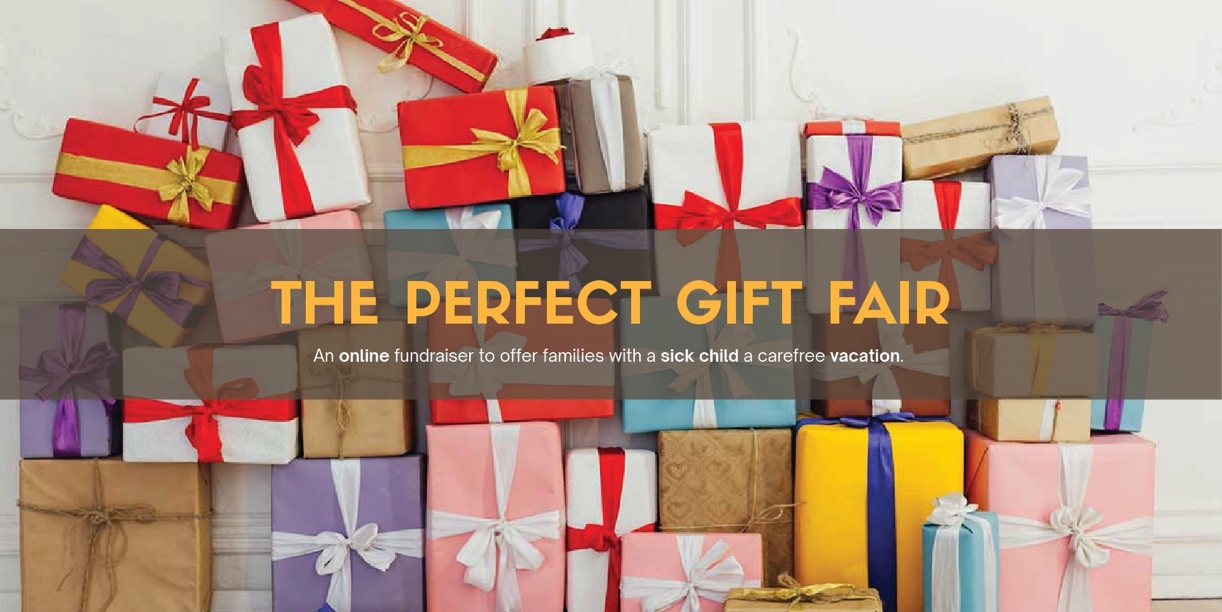 THE PERFECT GIFT FAIR
An online fundraiser to offer families with a sick child a carefree vacation.